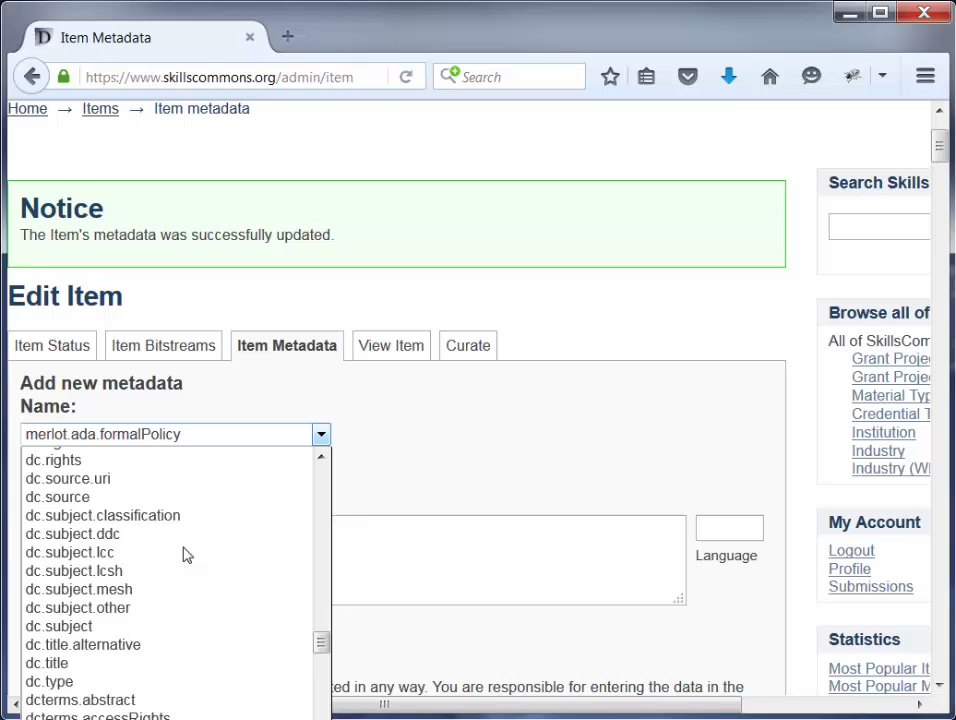 Item Metadata
https://www.skillscommons.org/admin/item
Search
Home → Items → Item metadata
Notice
The Item's metadata was successfully updated.
Edit Item
Item Status
Item Bitstreams
Item Metadata
View Item
Curate
Add new metadata
Name:
merlot.ada.formalPolicy
dc.rights
dc.source.uri
dc.source
dc.subject.classification
dc.subject.ddc
dc.subject.lcc
dc.subject.lcsh
dc.subject.mesh
dc.subject.other
dc.subject
dc.title.alternative
dc.title
dc.type
dcterms.abstract
dcterms.accessRights
Language
ted in any way. You are responsible for entering the data in the
Search Skills
Browse all of
All of SkillsCom
Grant Proje
Grant Proje
Material Typ
Credential T
Institution
Industry
Industry (W
My Account
Logout
Profile
Submissions
Statistics
Most Popular It
Most Popular M